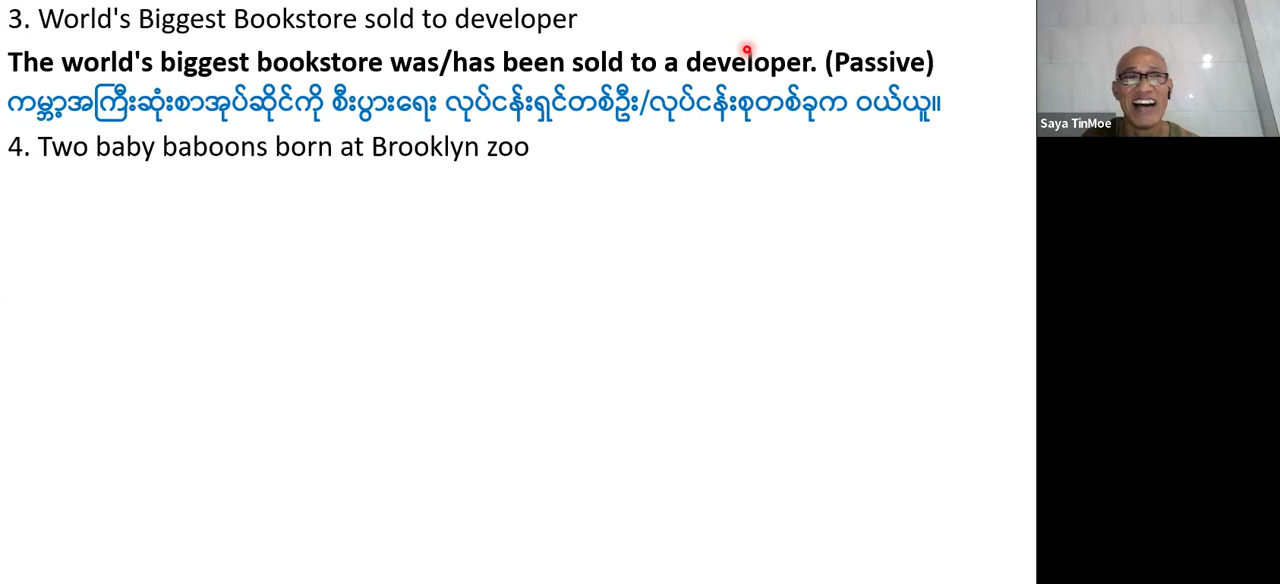 3. World's Biggest Bookstore sold to developer
The world's biggest bookstore was/has been sold to a developer. (Passive)
ကမ္ဘာ့အကြီးဆုံးစာအုပ်ဆိုင်ကို စီးပွားရေး လုပ်ငန်းရှင်တစ်ဦး/လုပ်ငန်းစုတစ်ခုက ဝယ်ယူ။
4. Two baby baboons born at Brooklyn zoo
Saya TinMoe